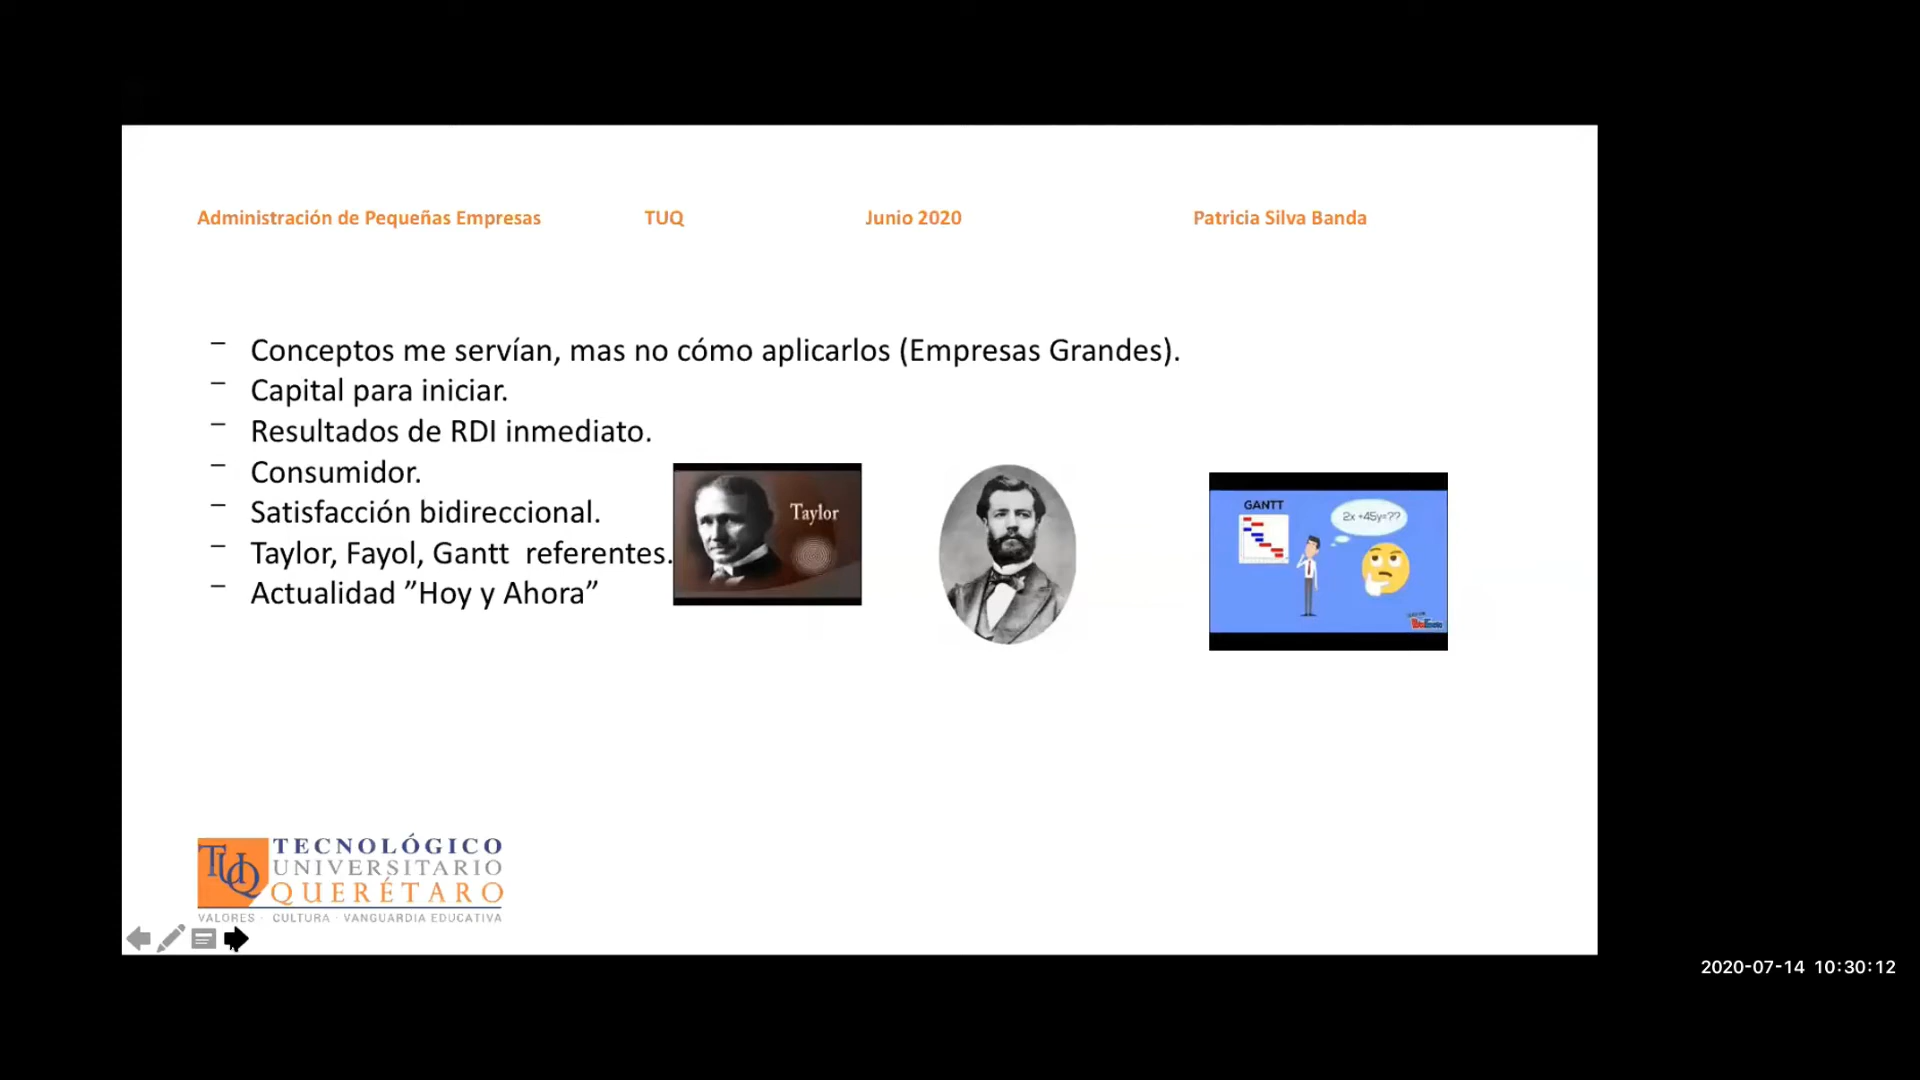 Administración de Pequeñas Empresas TUQ Junio 2020 Patricia Silva Banda
– Conceptos me servían, mas no cómo aplicarlos (Empresas Grandes).
– Capital para iniciar.
– Resultados de RDI inmediato.
– Consumidor.
– Satisfacción bidireccional.
– Taylor, Fayol, Gantt referentes.
– Actualidad ”Hoy y Ahora”
Taylor
GANTT
2x +45y=??
TUQ
TECNOLÓGICO
UNIVERSITARIO
QUERÉTARO
VALORES · CULTURA · VANGUARDIA EDUCATIVA
2020-07-14 10:30:12